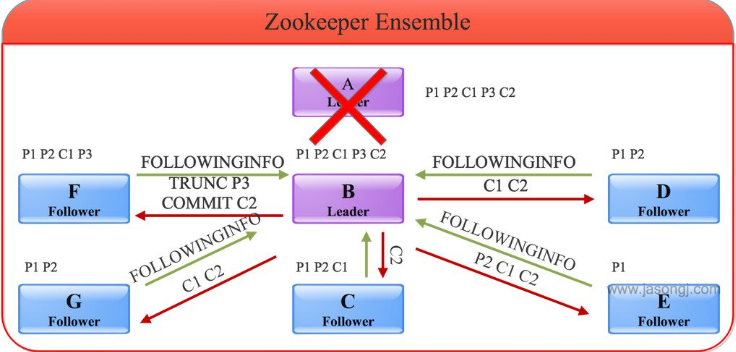 Zookeeper Ensemble
A
Leader
P1 P2 C1 P3 C2
P1 P2 C1 P3
FOLLOWINGINFO
P1 P2 C1 P3 C2
FOLLOWINGINFO
P1 P2
F
Follower
TRUNC P3
COMMIT C2
B
Leader
C1 C2
D
Follower
P1 P2
FOLLOWINGINFO
C1 C2
P1 P2 C1
C2
FOLLOWINGINFO
P2 C1 C2
P1
G
Follower
C
Follower
E
Follower
www.jasongj.com